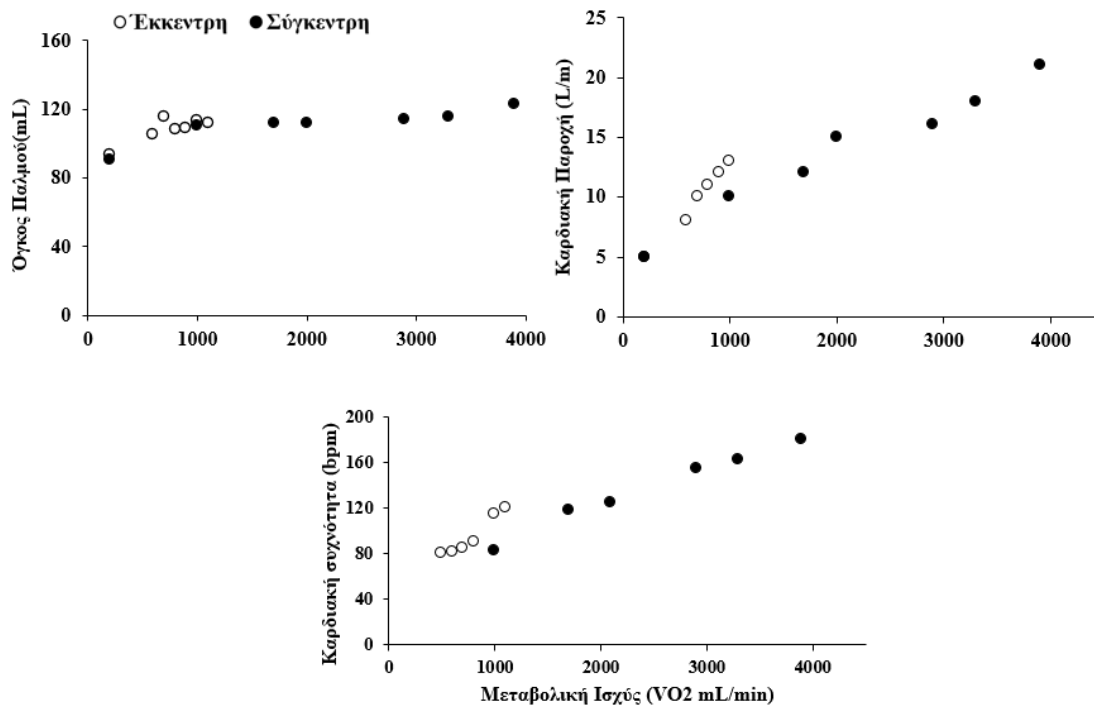 Έκκεντρη Σύγκεντρη
Όγκος Παλμού(mL)
160
120
80
40
0
0 1000 2000 3000 4000
Καρδιακή Παροχή (L/m)
25
20
15
10
5
0
0 1000 2000 3000 4000
Καρδιακή συχνότητα (bpm)
200
160
120
80
40
0
0 1000 2000 3000 4000
Μεταβολική Ισχύς (VO2 mL/min)